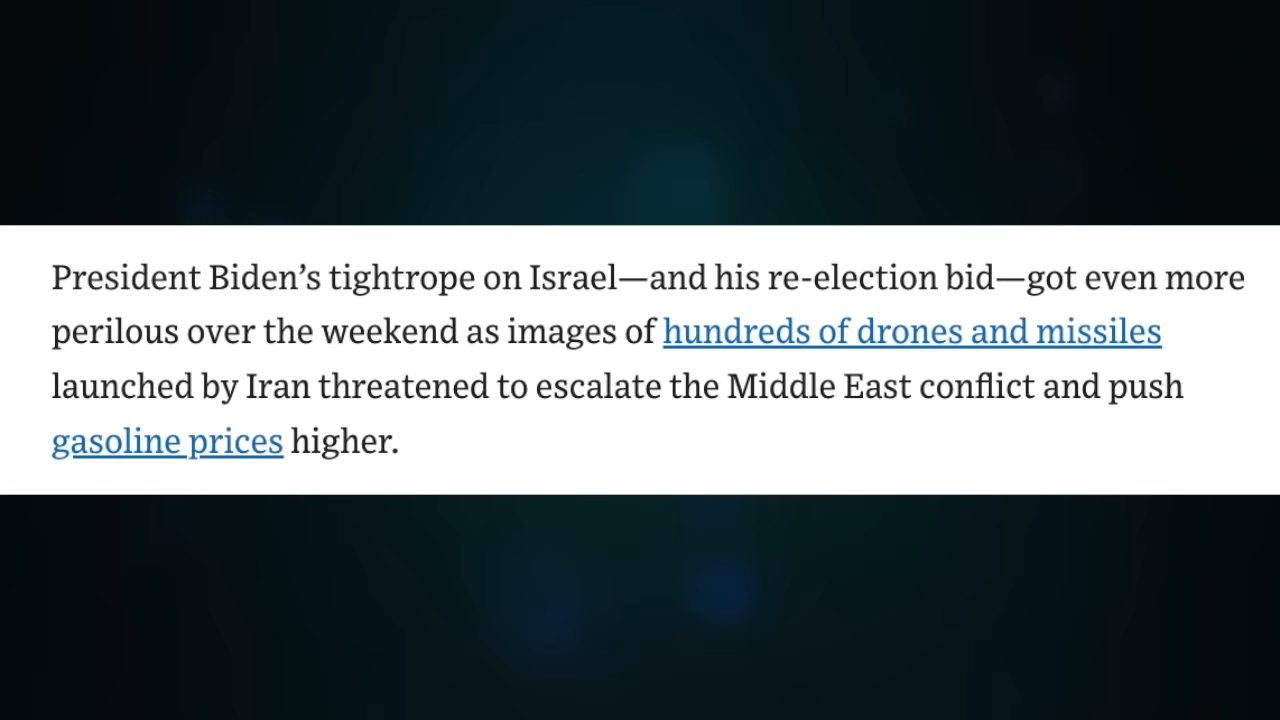 President Biden’s tightrope on Israel—and his re-election bid—got even more
perilous over the weekend as images of hundreds of drones and missiles
launched by Iran threatened to escalate the Middle East conflict and push
gasoline prices higher.